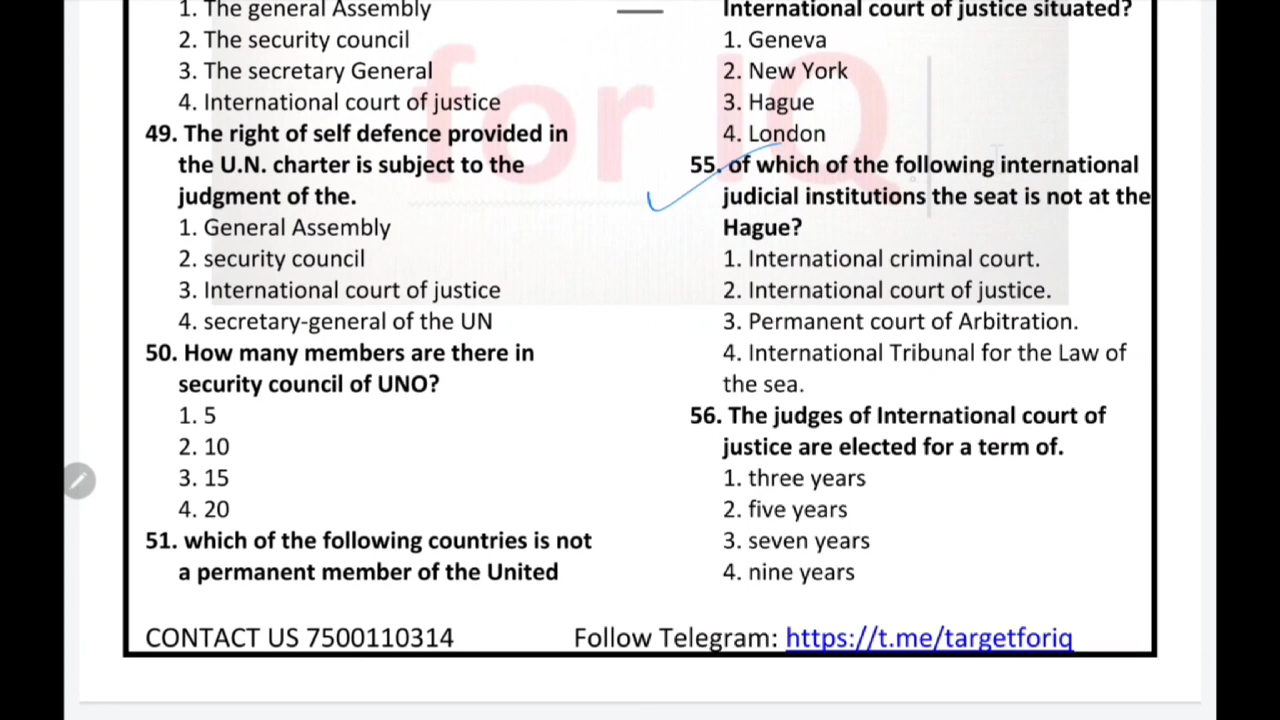 1. The general Assembly
2. The security council
3. The secretary General
4. International court of justice
49. The right of self defence provided in
the U.N. charter is subject to the
judgment of the.
1. General Assembly
2. security council
3. International court of justice
4. secretary-general of the UN
50. How many members are there in
security council of UNO?
1. 5
2. 10
3. 15
4. 20
51. which of the following countries is not
a permanent member of the United
International court of justice situated?
1. Geneva
2. New York
3. Hague
4. London
55. of which of the following international
judicial institutions the seat is not at the
Hague?
1. International criminal court.
2. International court of justice.
3. Permanent court of Arbitration.
4. International Tribunal for the Law of
the sea.
56. The judges of International court of
justice are elected for a term of.
1. three years
2. five years
3. seven years
4. nine years
for IQ
CONTACT US 7500110314
Follow Telegram: https://t.me/targetforiq